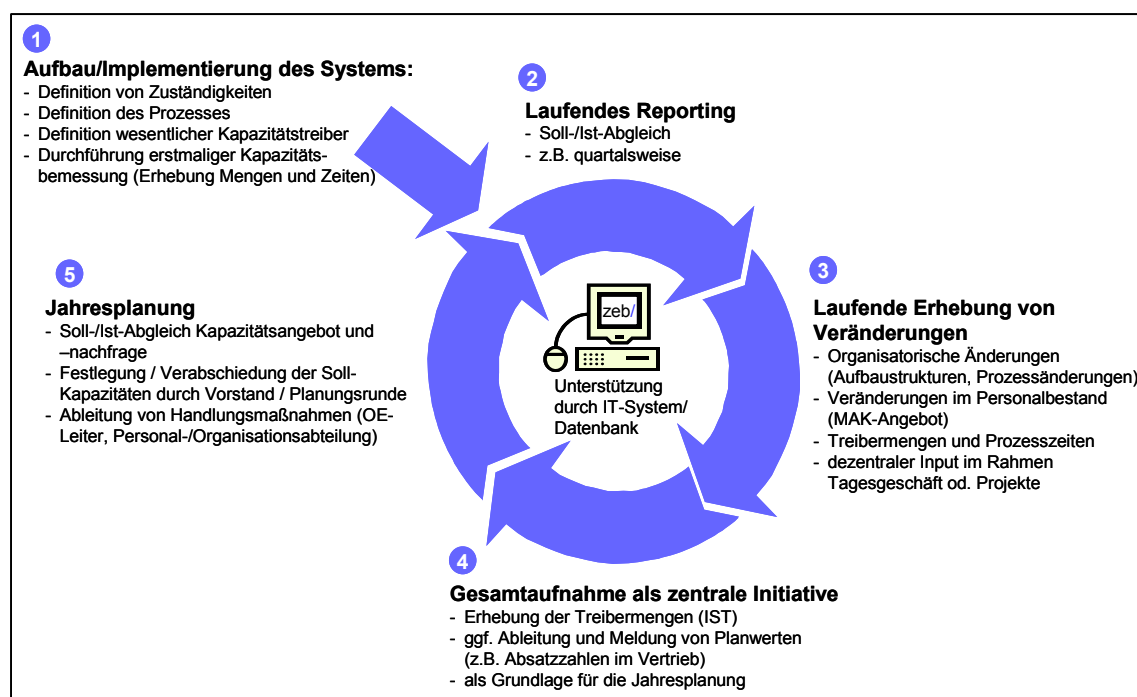 1
Aufbau/Implementierung des Systems:
- Definition von Zuständigkeiten
- Definition des Prozesses
- Definition wesentlicher Kapazitätstreiber
- Durchführung erstmaliger Kapazitäts-
bemessung (Erhebung Mengen und Zeiten)
2
Laufendes Reporting
- Soll-/Ist-Abgleich
- z.B. quartalsweise
3
Laufende Erhebung von
Veränderungen
- Organisatorische Änderungen
(Aufbaustrukturen, Prozessänderungen)
- Veränderungen im Personalbestand
(MAK-Angebot)
- Treibermengen und Prozesszeiten
- dezentraler Input im Rahmen
Tagesgeschäft od. Projekte
4
Gesamtaufnahme als zentrale Initiative
- Erhebung der Treibermengen (IST)
- ggf. Ableitung und Meldung von Planwerten
(z.B. Absatzzahlen im Vertrieb)
- als Grundlage für die Jahresplanung
5
Jahresplanung
- Soll-/Ist-Abgleich Kapazitätsangebot und
–nachfrage
- Festlegung / Verabschiedung der Soll-
Kapazitäten durch Vorstand / Planungsrunde
- Ableitung von Handlungsmaßnahmen (OE-
Leiter, Personal-/Organisationsabteilung)
zeb/
Unterstützung
durch IT-System/
Datenbank